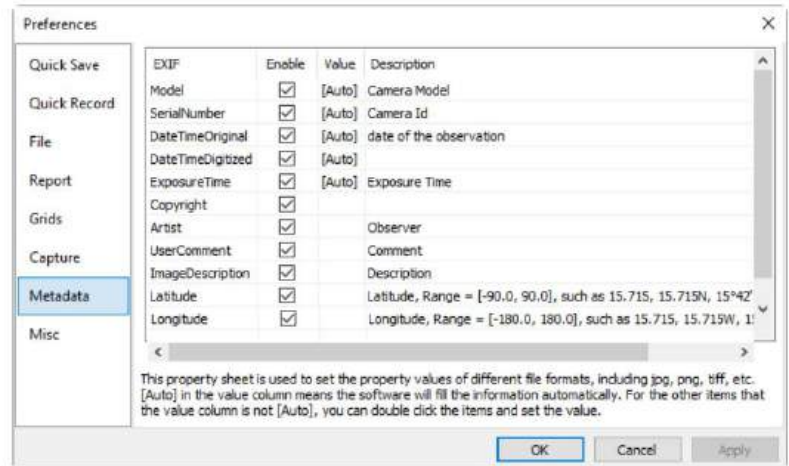 Preferences
Quick Save
Quick Record
File
Report
Grids
Capture
Metadata
Misc
EXIF Enable Value Description
Model [Auto] Camera Model
SerialNumber [Auto] Camera Id
DateTimeOriginal [Auto] date of the observation
DateTimeDigitized [Auto]
ExposureTime [Auto] Exposure Time
Copyright
Artist Observer
UserComment Comment
ImageDescription Description
Latitude Latitude, Range = [-90.0, 90.0], such as 15.715, 15.715N, 15°42'
Longitude Longitude, Range = [-180.0, 180.0], such as 15.715, 15.715W,
This property sheet is used to set the property values of different file formats, including jpg, png, tiff, etc.
[Auto] in the value column means the software will fill the information automatically. For the other items that
the value column is not [Auto], you can double click the items and set the value.
OK Cancel Apply